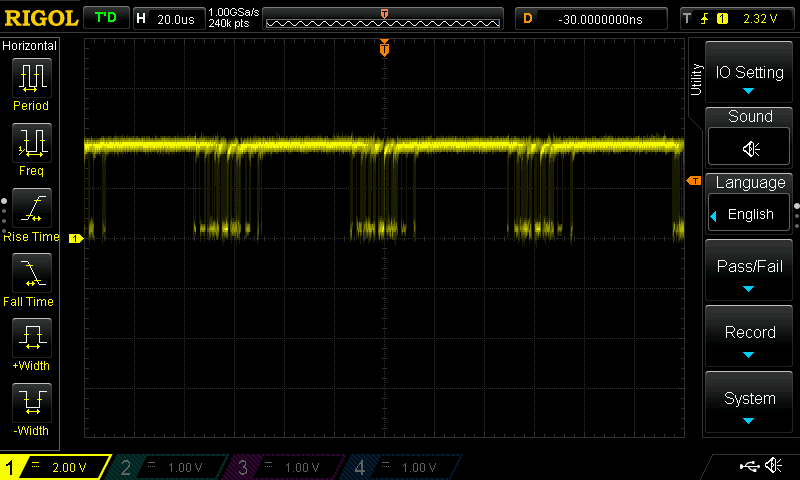 RIGOL T'D H 20.0us 1.00GSa/s 240k pts T D -30.0000000ns T 1 2.32 V
Horizontal
Period
Freq
Rise Time
Fall Time
+Width
-Width
T
T
1
Utility
IO Setting
Sound
Language
English
Pass/Fail
Record
System
1 2.00 V 2 1.00 V 3 1.00 V 4 1.00 V